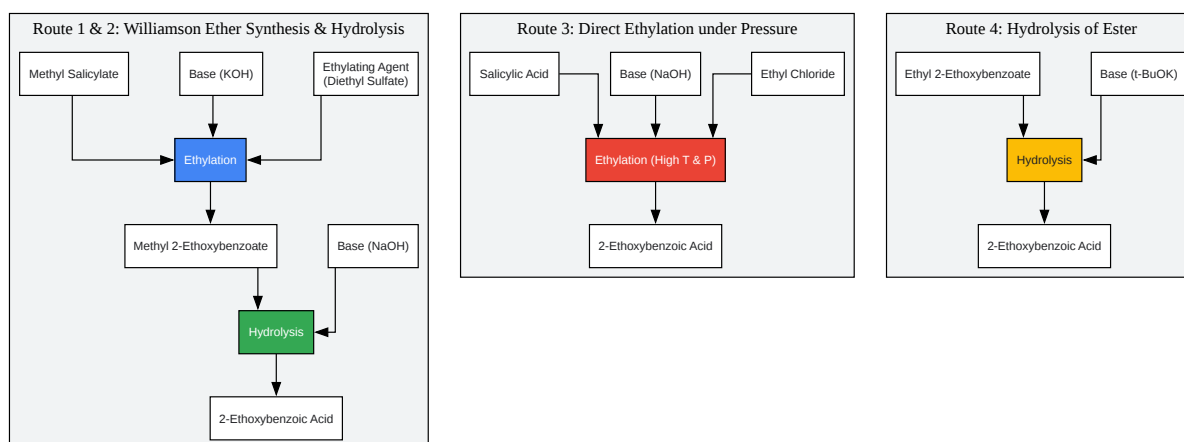 Route 1 & 2: Williamson Ether Synthesis & Hydrolysis
Methyl Salicylate
Base (KOH)
Ethylating Agent
(Diethyl Sulfate)
Ethylation
Methyl 2-Ethoxybenzoate
Base (NaOH)
Hydrolysis
2-Ethoxybenzoic Acid
Route 3: Direct Ethylation under Pressure
Salicylic Acid
Base (NaOH)
Ethyl Chloride
Ethylation (High T & P)
2-Ethoxybenzoic Acid
Route 4: Hydrolysis of Ester
Ethyl 2-Ethoxybenzoate
Base (t-BuOK)
Hydrolysis
2-Ethoxybenzoic Acid